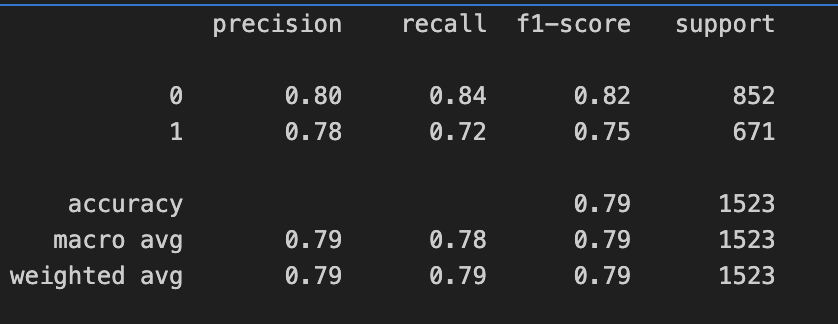 precision recall f1-score support
0 0.80 0.84 0.82 852
1 0.78 0.72 0.75 671
accuracy 0.79 1523
macro avg 0.79 0.78 0.79 1523
weighted avg 0.79 0.79 0.79 1523